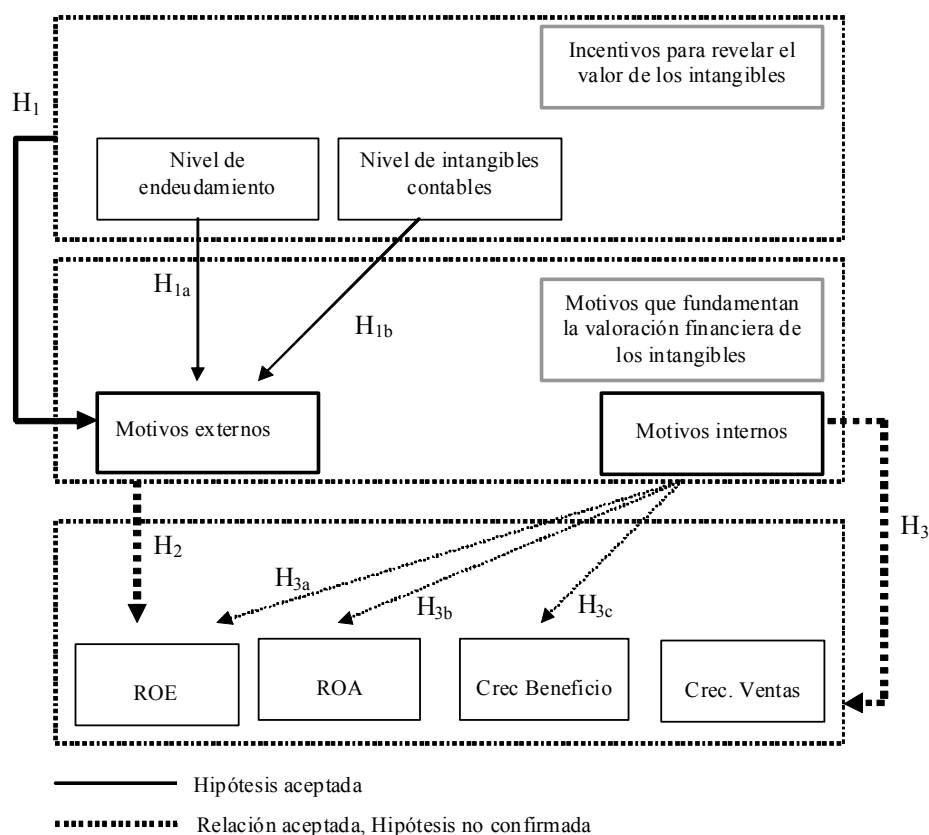 Incentivos para revelar el
valor de los intangibles
H1
Nivel de
endeudamiento
Nivel de intangibles
contables
H1a
H1b
Motivos que fundamentan
la valoración financiera de
los intangibles
Motivos externos
Motivos internos
H2
H3
H3a
H3b
H3c
ROE
ROA
Crec Beneficio
Crec. Ventas
Hipótesis aceptada
Relación aceptada, Hipótesis no confirmada